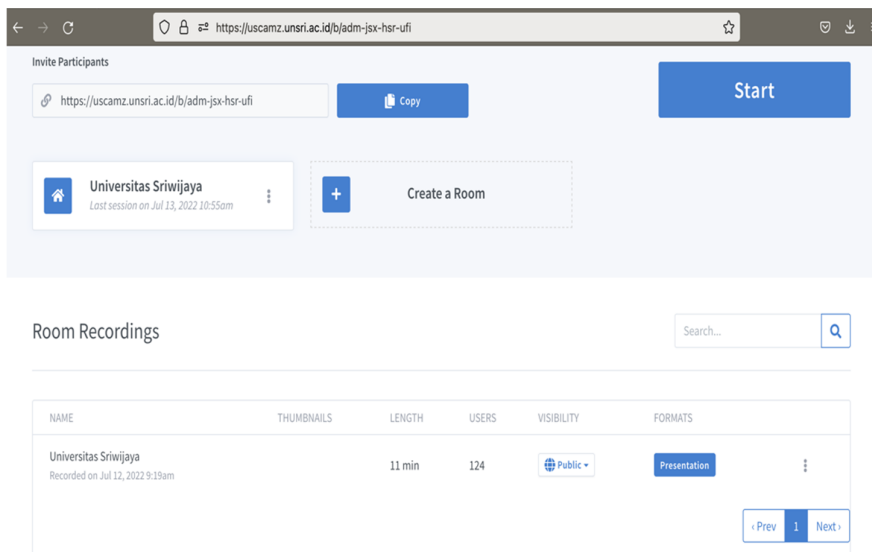 https://uscamz.unsri.ac.id/b/adm-jsx-hsr-ufi
Invite Participants
https://uscamz.unsri.ac.id/b/adm-jsx-hsr-ufi
Copy
Start
Universitas Sriwijaya
Last session on Jul 13, 2022 10:55am
+ Create a Room
Room Recordings
Search...
NAME THUMBNAILS LENGTH USERS VISIBILITY FORMATS
Universitas Sriwijaya
Recorded on Jul 12, 2022 9:19am
11 min 124 Public Presentation
‹ Prev 1 Next ›